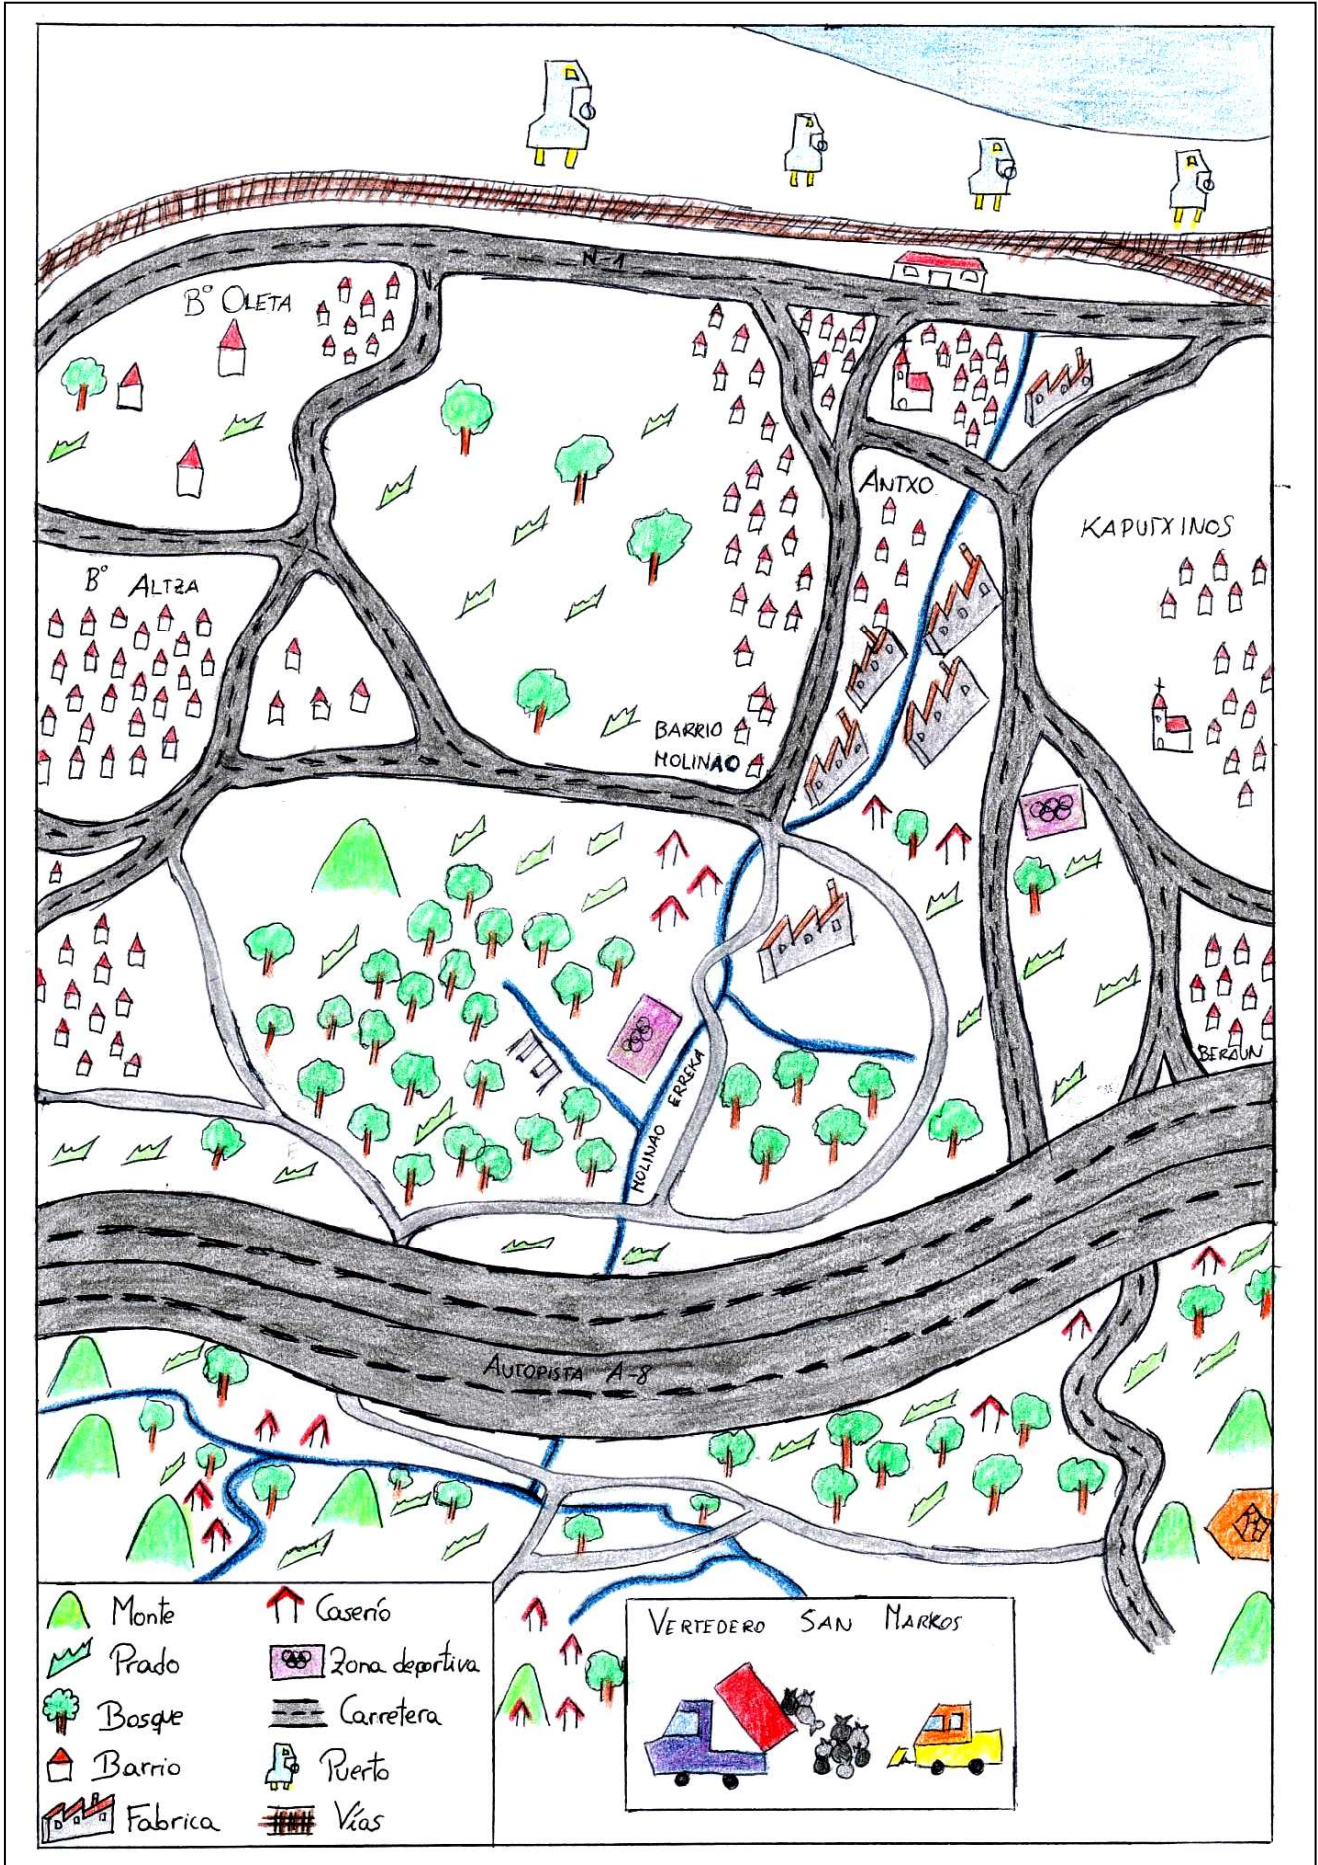 N-1
Bº OLETA
ANTXO
KAPUTXINOS
Bº ALTZA
BARRIO
MOLINAO
BERAUN
MOLINAO ERREKA
AUTOPISTA A-8
Monte
Prado
Bosque
Barrio
Fabrica
Caserío
Zona deportiva
Carretera
Puerto
Vías
VERTEDERO SAN MARKOS